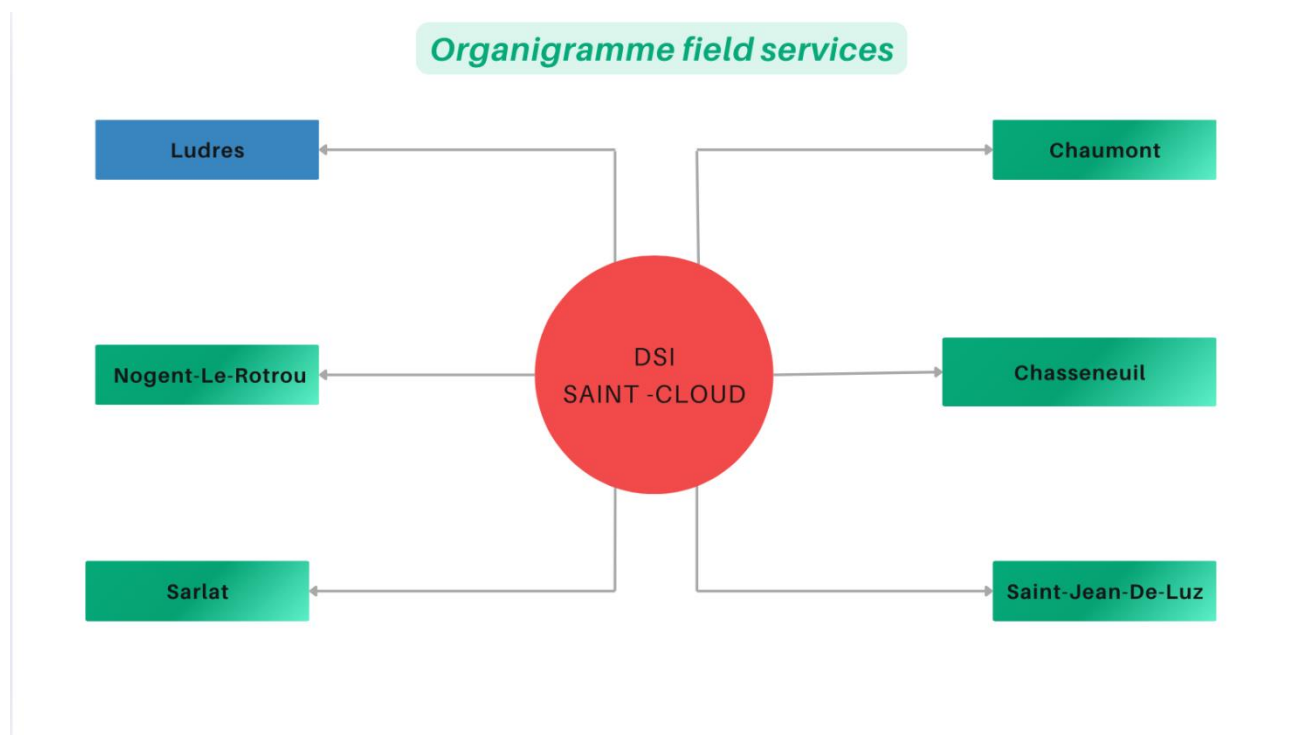 Organigramme field services
Ludres
Chaumont
Nogent-Le-Rotrou
DSI
SAINT -CLOUD
Chasseneuil
Sarlat
Saint-Jean-De-Luz